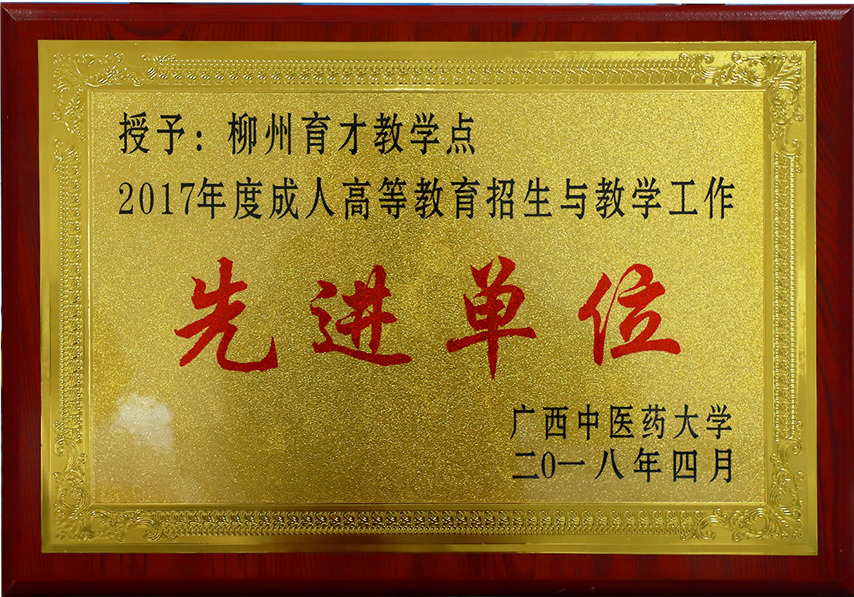 授予：柳州育才教学点
2017年度成人高等教育招生与教学工作
先进单位
广西中医药大学
二〇一八年四月